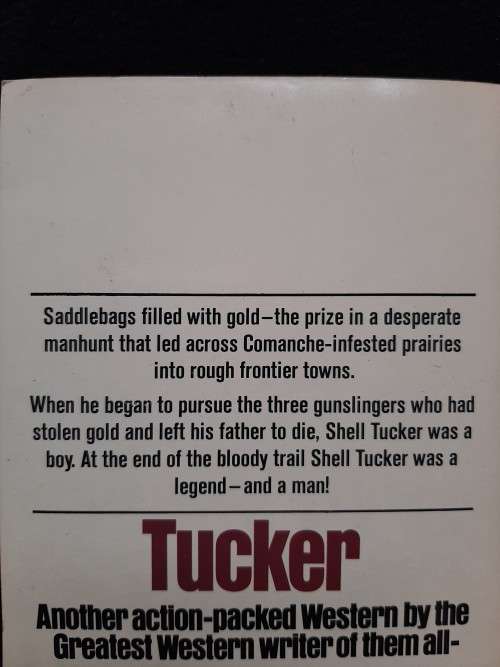 Saddlebags filled with gold—the prize in a desperate
manhunt that led across Comanche-infested prairies
into rough frontier towns.
When he began to pursue the three gunslingers who had
stolen gold and left his father to die, Shell Tucker was a
boy. At the end of the bloody trail Shell Tucker was a
legend—and a man!
Tucker
Another action-packed Western by the
Greatest Western writer of them all-